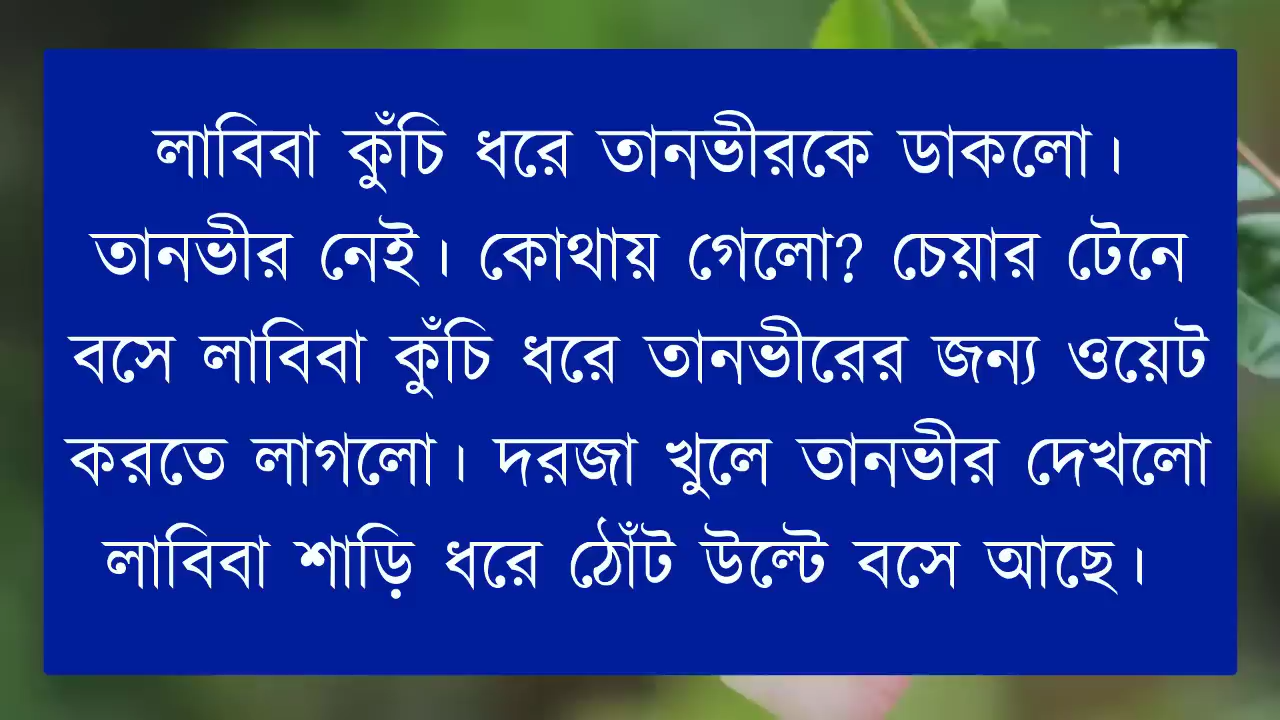 লাবিবা কুঁচি ধরে তানভীরকে ডাকলো।
তানভীর নেই। কোথায় গেলো? চেয়ার টেনে
বসে লাবিবা কুঁচি ধরে তানভীরের জন্য ওয়েট
করতে লাগলো। দরজা খুলে তানভীর দেখলো
লাবিবা শাড়ি ধরে ঠোঁট উল্টে বসে আছে।